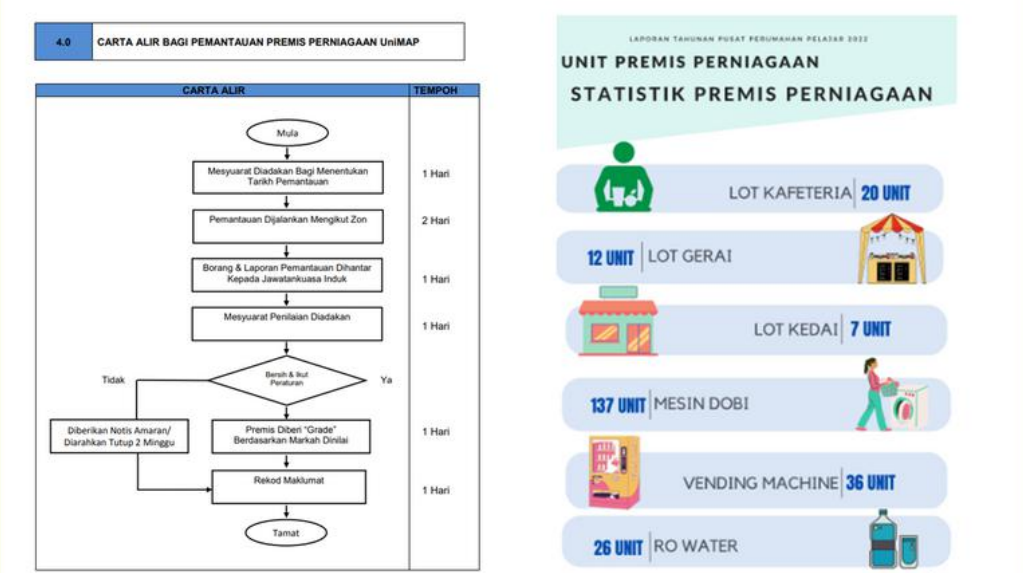 4.0 CARTA ALIR BAGI PEMANTAUAN PREMIS PERNIAGAAN UniMAP
CARTA ALIR TEMPOH
Mula
Mesyuarat Diadakan Bagi Menentukan
Tarikh Pemantauan
1 Hari
Pemantauan Dijalankan Mengikut Zon
2 Hari
Borang & Laporan Pemantauan Dihantar
Kepada Jawatankuasa Induk
1 Hari
Mesyuarat Penilaian Diadakan
1 Hari
Bersih & Ikut
Peraturan
Tidak
Ya
Diberikan Notis Amaran/
Diarahkan Tutup 2 Minggu
Premis Diberi "Grade"
Berdasarkan Markah Dinilai
1 Hari
Rekod Maklumat
1 Hari
Tamat
LAPORAN TAHUNAN PUSAT PERUMAHAN PELAJAR 2022
UNIT PREMIS PERNIAGAAN
STATISTIK PREMIS PERNIAGAAN
LOT KAFETERIA 20 UNIT
12 UNIT LOT GERAI
LOT KEDAI 7 UNIT
137 UNIT MESIN DOBI
VENDING MACHINE 36 UNIT
26 UNIT RO WATER